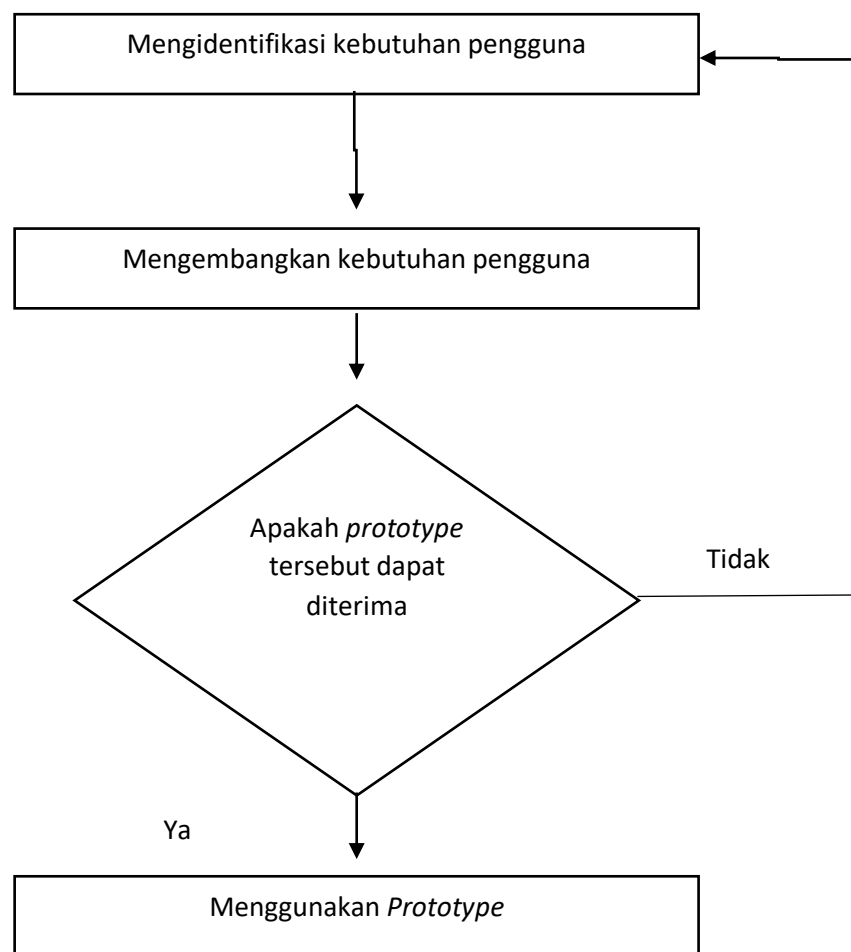 Mengidentifikasi kebutuhan pengguna
Mengembangkan kebutuhan pengguna
Apakah prototype
tersebut dapat
diterima
Tidak
Ya
Menggunakan Prototype